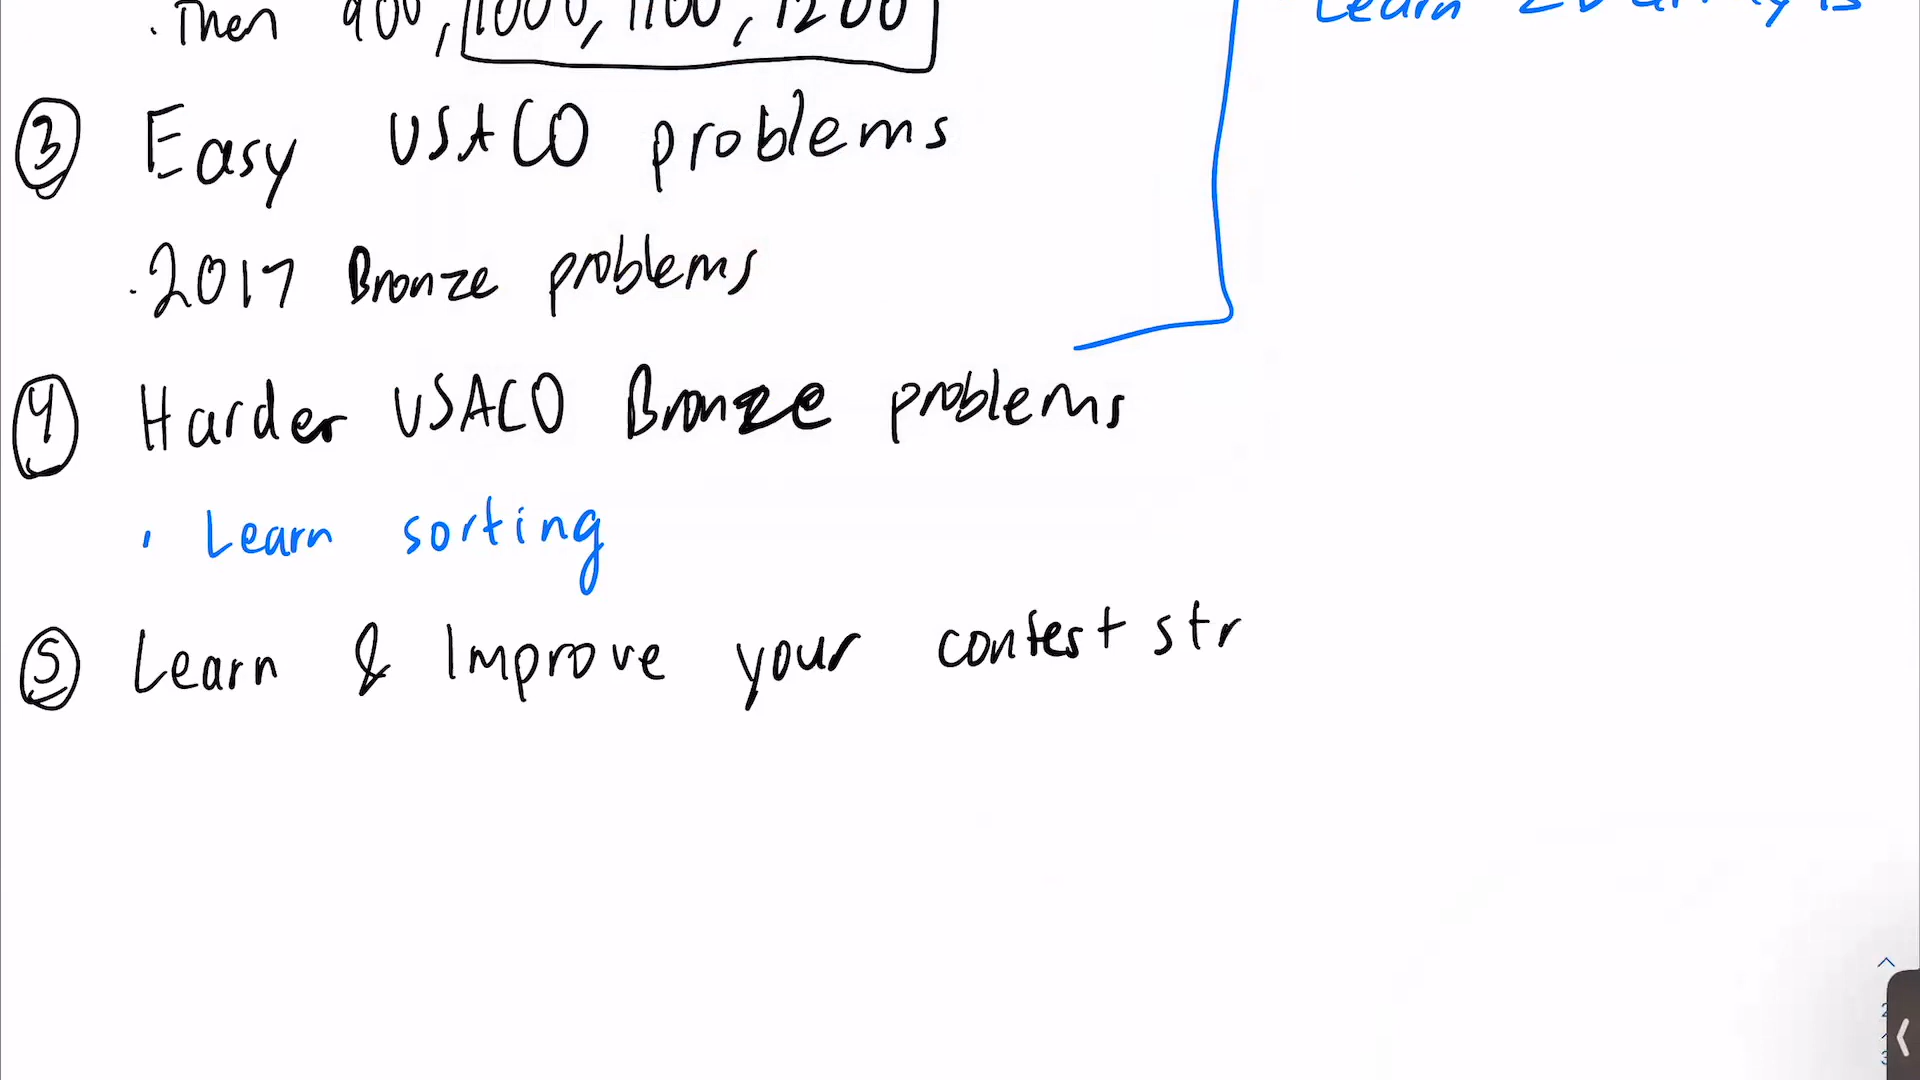 . Then 900, 1000, 1100, 1200
Learn
③ Easy USACO problems
. 2017 Bronze problems
④ Harder USACO Bronze problems
• Learn sorting
⑤ Learn & Improve your contest str